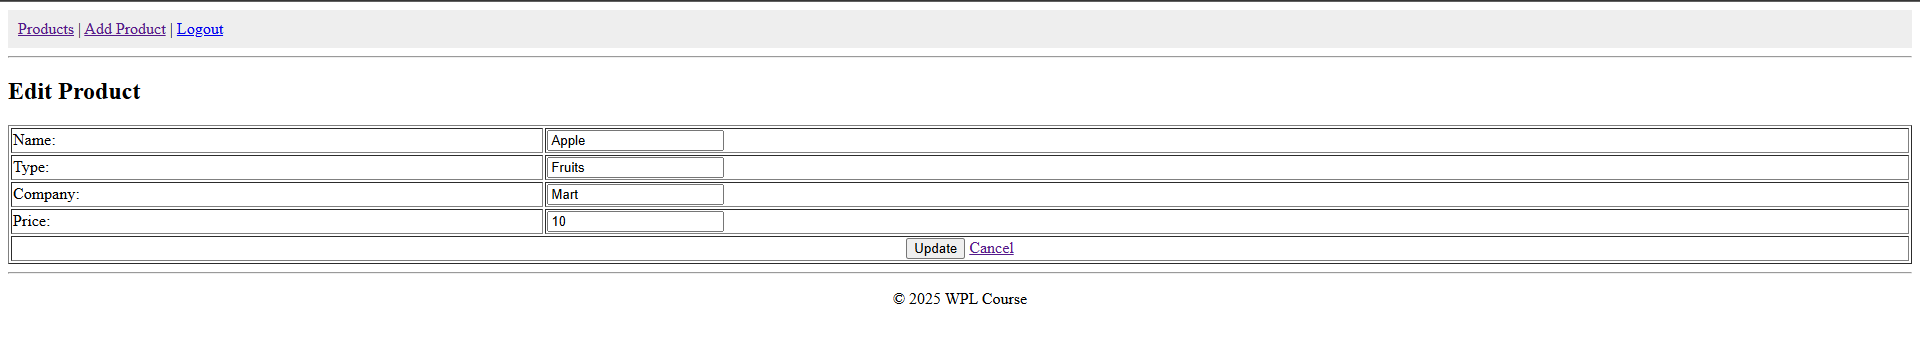 Products | Add Product | Logout
Edit Product
Name: Apple
Type: Fruits
Company: Mart
Price: 10
Update Cancel
© 2025 WPL Course